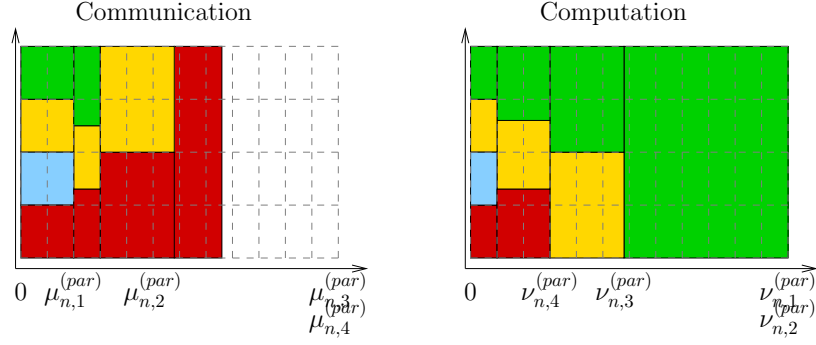 Communication
Computation
0 μ_{n,1}^{(par)} μ_{n,2}^{(par)} μ_{n,3}^{(par)}
μ_{n,4}^{(par)}
0 ν_{n,4}^{(par)} ν_{n,3}^{(par)} ν_{n,1}^{(par)}
ν_{n,2}^{(par)}